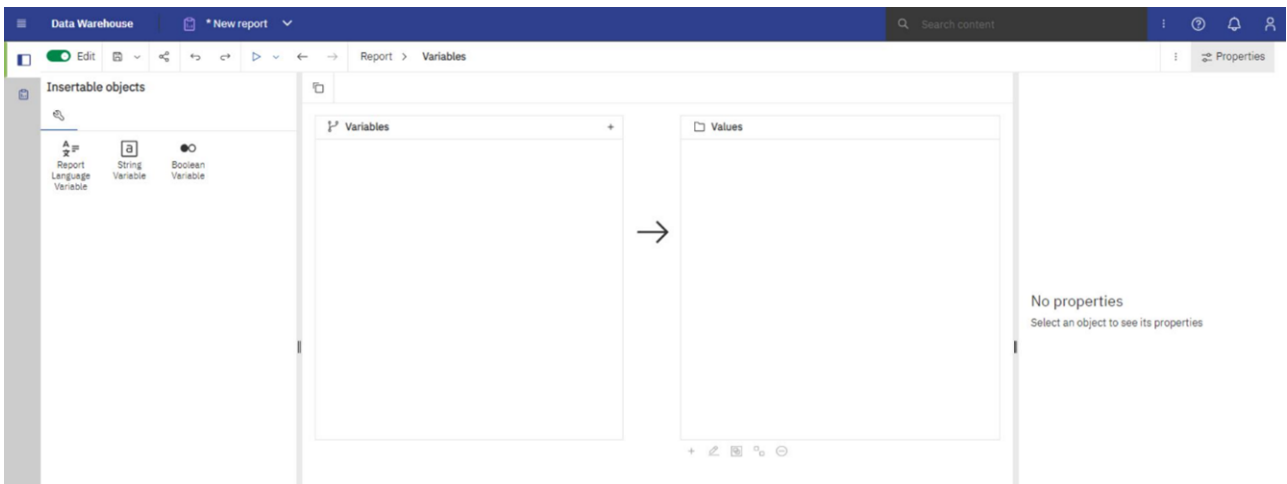 Data Warehouse
* New report
Search content
Edit
Report > Variables
Properties
Insertable objects
Report Language Variable
String Variable
Boolean Variable
Variables
Values
No properties
Select an object to see its properties